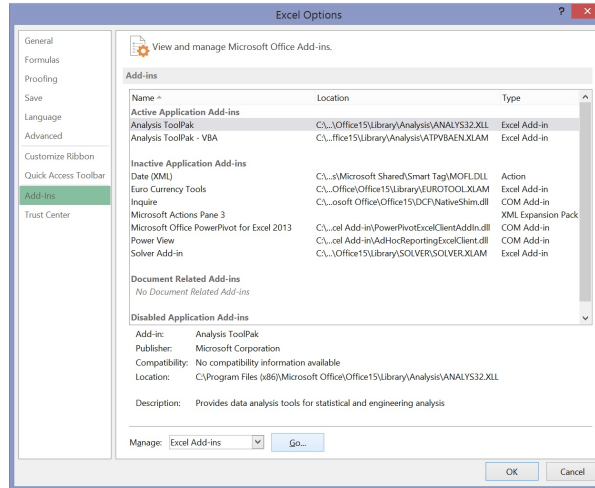 Excel Options
?
×
General
Formulas
Proofing
Save
Language
Advanced
Customize Ribbon
Quick Access Toolbar
Add-Ins
Trust Center
View and manage Microsoft Office Add-ins.
Add-ins
Name Location Type
Active Application Add-ins
Analysis ToolPak C:\...\Office15\Library\Analysis\ANALYS32.XLL Excel Add-in
Analysis ToolPak - VBA C:\...ffice15\Library\Analysis\ATPVBAEN.XLAM Excel Add-in
Inactive Application Add-ins
Date (XML) C:\...s\Microsoft Shared\Smart Tag\MOFL.DLL Action
Euro Currency Tools C:\...Office\Office15\Library\EUROTOOL.XLAM Excel Add-in
Inquire C:\...osoft Office\Office15\DCF\NativeShim.dll COM Add-in
Microsoft Actions Pane 3 XML Expansion Pack
Microsoft Office PowerPivot for Excel 2013 C:\...cel Add-in\PowerPivotExcelClientAddIn.dll COM Add-in
Power View C:\...cel Add-in\AdHocReportingExcelClient.dll COM Add-in
Solver Add-in C:\...\Office15\Library\SOLVER\SOLVER.XLAM Excel Add-in
Document Related Add-ins
No Document Related Add-ins
Disabled Application Add-ins
Add-in: Analysis ToolPak
Publisher: Microsoft Corporation
Compatibility: No compatibility information available
Location: C:\Program Files (x86)\Microsoft Office\Office15\Library\Analysis\ANALYS32.XLL
Description: Provides data analysis tools for statistical and engineering analysis
Manage: Excel Add-ins Go...
OK Cancel